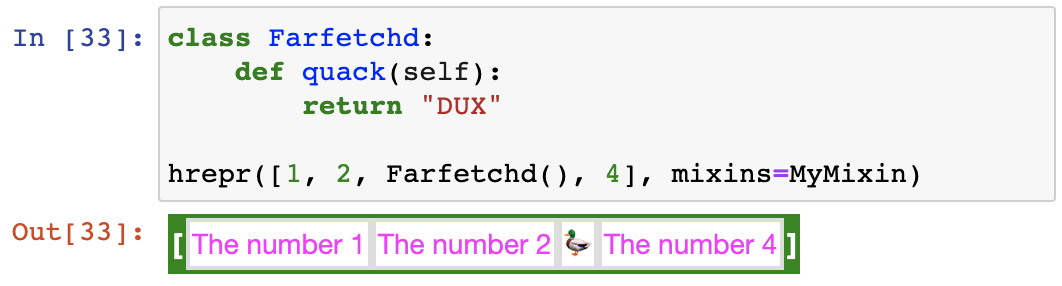 In [33]: class Farfetchd:
    def quack(self):
        return "DUX"
hrepr([1, 2, Farfetchd(), 4], mixins=MyMixin)
Out[33]: [The number 1 The number 2 🦆 The number 4]